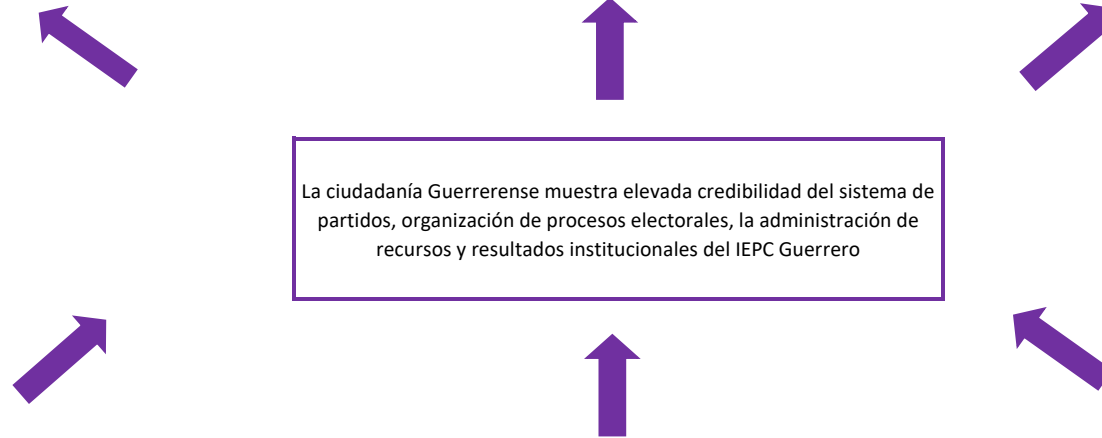 La ciudadanía Guerrerense muestra elevada credibilidad del sistema de
partidos, organización de procesos electorales, la administración de
recursos y resultados institucionales del IEPC Guerrero